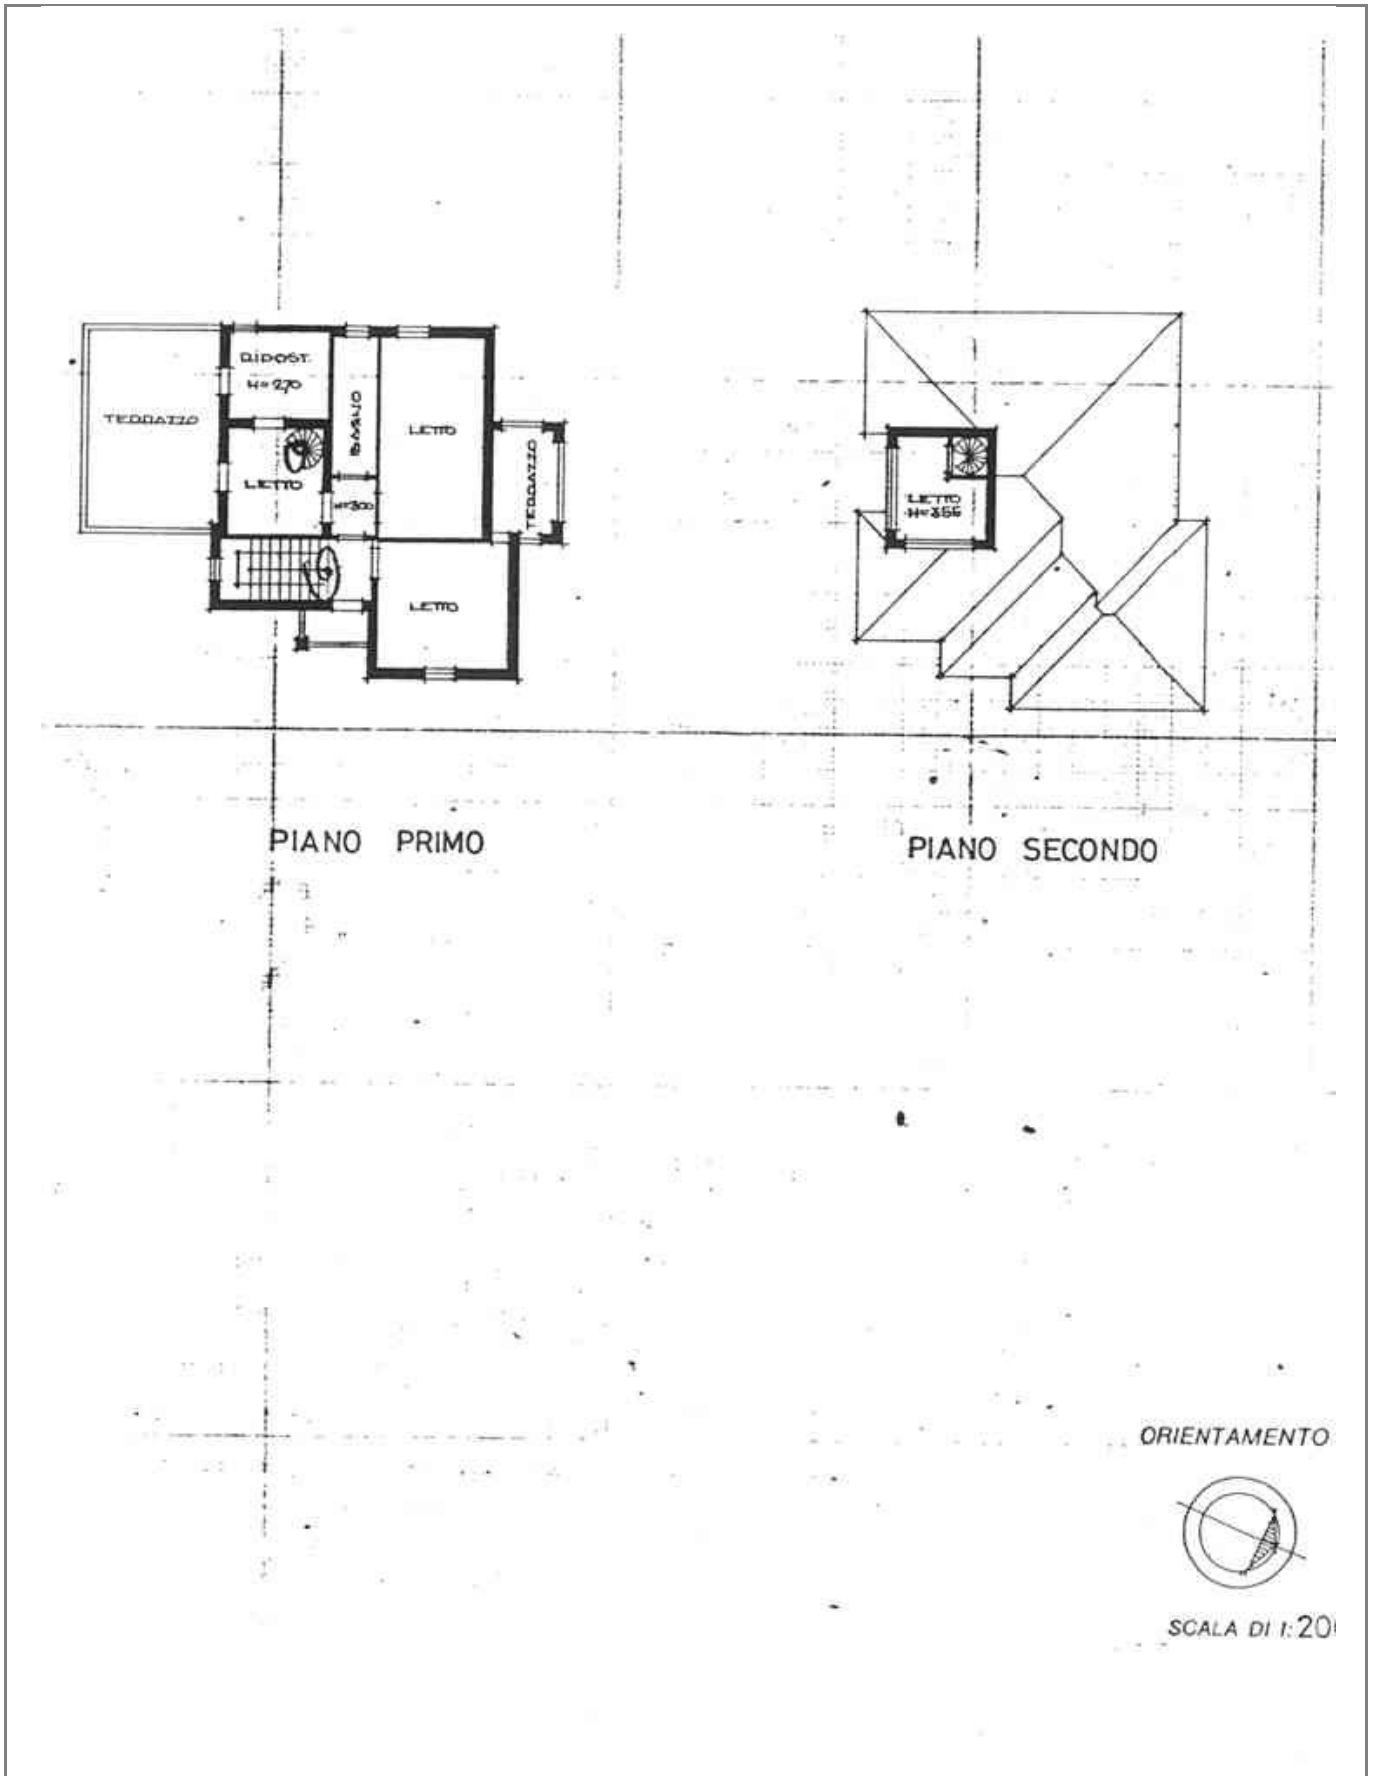 RIPOST.
H=270
TERRAZZO
BAGNO
LETTO
TERRAZZO
LETTO
H=300
LETTO
LETTO
H=355
PIANO PRIMO
PIANO SECONDO
ORIENTAMENTO
SCALA DI 1:20